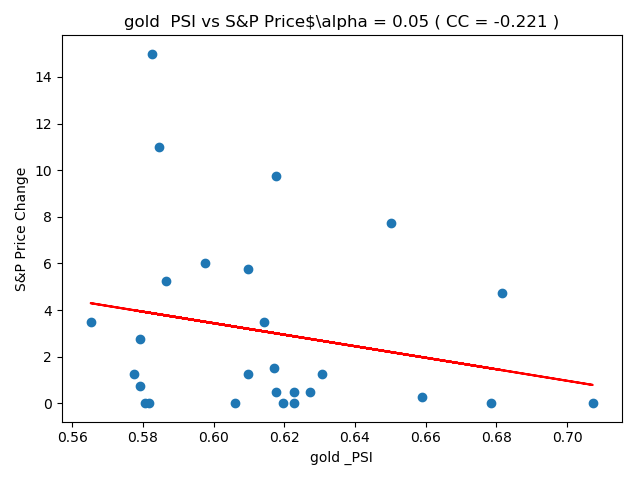 gold  PSI vs S&P Price$\alpha = 0.05 ( CC = -0.221 )
S&P Price Change
14
12
10
8
6
4
2
0
0.56 0.58 0.60 0.62 0.64 0.66 0.68 0.70
gold _PSI